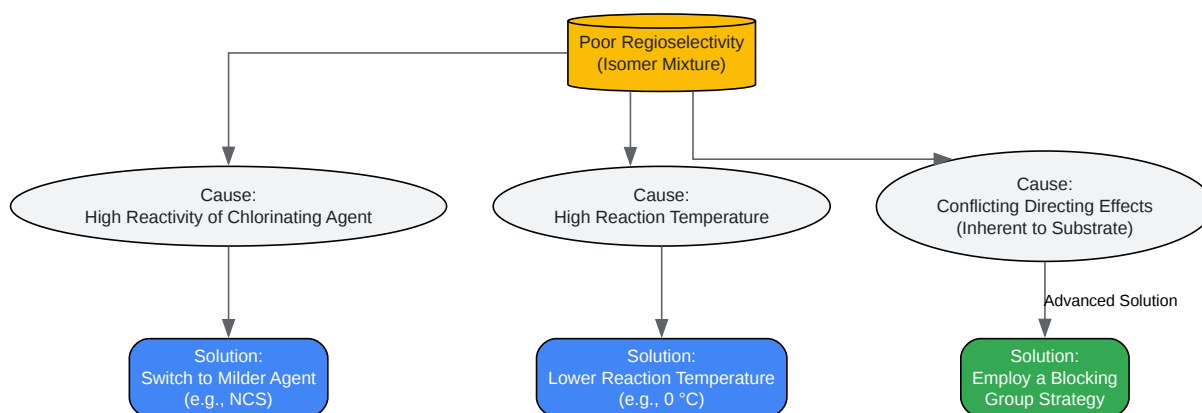 Poor Regioselectivity
(Isomer Mixture)
Cause:
High Reactivity of Chlorinating Agent
Cause:
High Reaction Temperature
Cause:
Conflicting Directing Effects
(Inherent to Substrate)
Advanced Solution
Solution:
Switch to Milder Agent
(e.g., NCS)
Solution:
Lower Reaction Temperature
(e.g., 0 °C)
Solution:
Employ a Blocking
Group Strategy